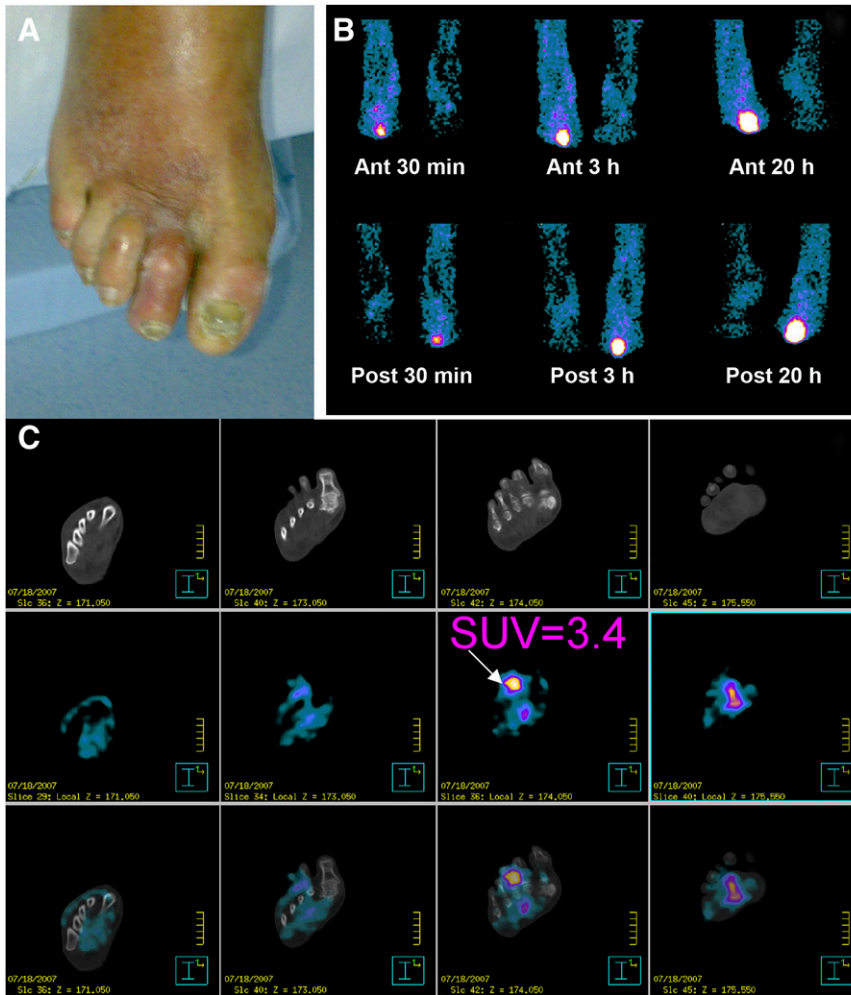 A
B
Ant 30 min
Ant 3 h
Ant 20 h
Post 30 min
Post 3 h
Post 20 h
C
07/18/2007
Slc 36: Z = 171.050
07/18/2007
Slc 40: Z = 173.050
07/18/2007
Slc 42: Z = 174.050
07/18/2007
Slc 45: Z = 175.550
SUV=3.4
07/18/2007
Slice 29: Local Z = 171.050
07/18/2007
Slice 34: Local Z = 173.050
07/18/2007
Slice 36: Local Z = 174.050
07/18/2007
Slice 40: Local Z = 175.550
07/18/2007
Slc 36: Z = 171.050
07/18/2007
Slc 40: Z = 173.050
07/18/2007
Slc 42: Z = 174.050
07/18/2007
Slc 45: Z = 175.550